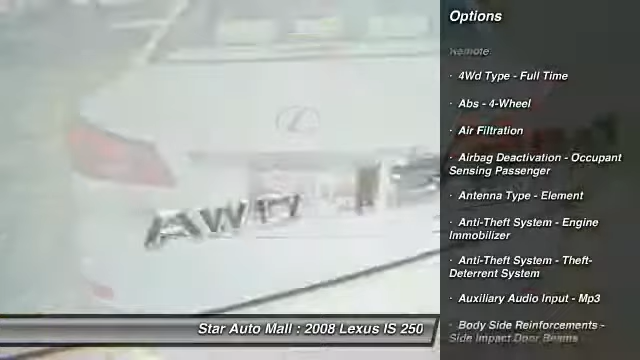 Options
Remote
· 4Wd Type - Full Time
· Abs - 4-Wheel
· Air Filtration
· Airbag Deactivation - Occupant
Sensing Passenger
· Antenna Type - Element
· Anti-Theft System - Engine
Immobilizer
· Anti-Theft System - Theft-
Deterrent System
· Auxiliary Audio Input - Mp3
· Body Side Reinforcements -
Side Impact Door Beams
AWD
Star Auto Mall : 2008 Lexus IS 250